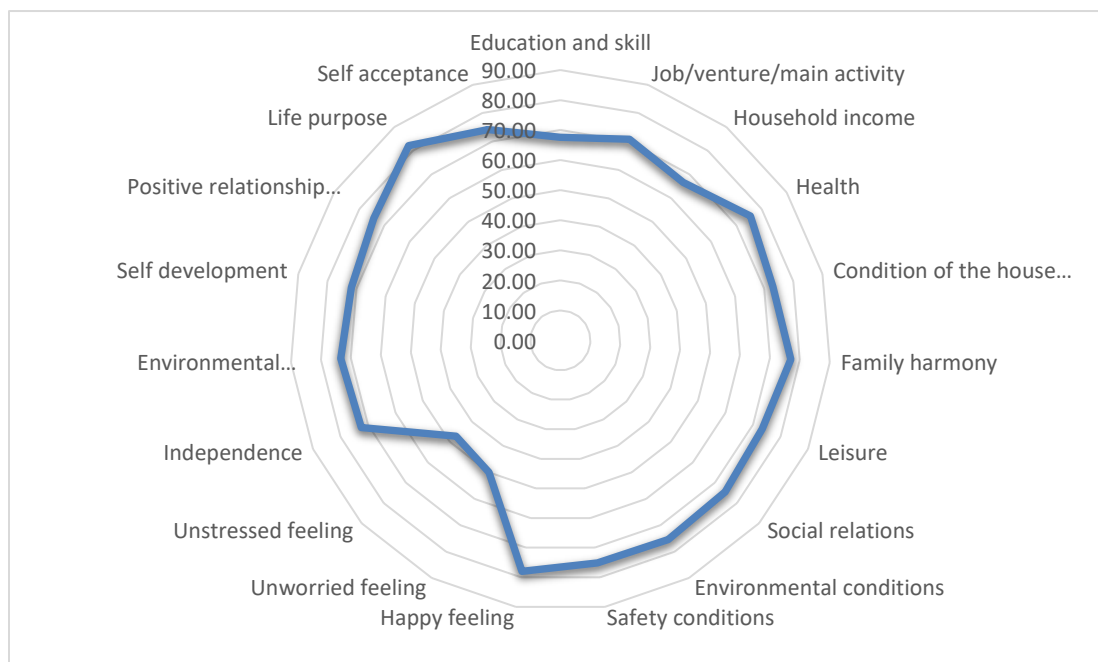 Education and skill
Job/venture/main activity
Household income
Health
Condition of the house...
Family harmony
Leisure
Social relations
Environmental conditions
Safety conditions
Happy feeling
Unworried feeling
Unstressed feeling
Independence
Environmental...
Self development
Positive relationship...
Life purpose
Self acceptance
90.00
80.00
70.00
60.00
50.00
40.00
30.00
20.00
10.00
0.00